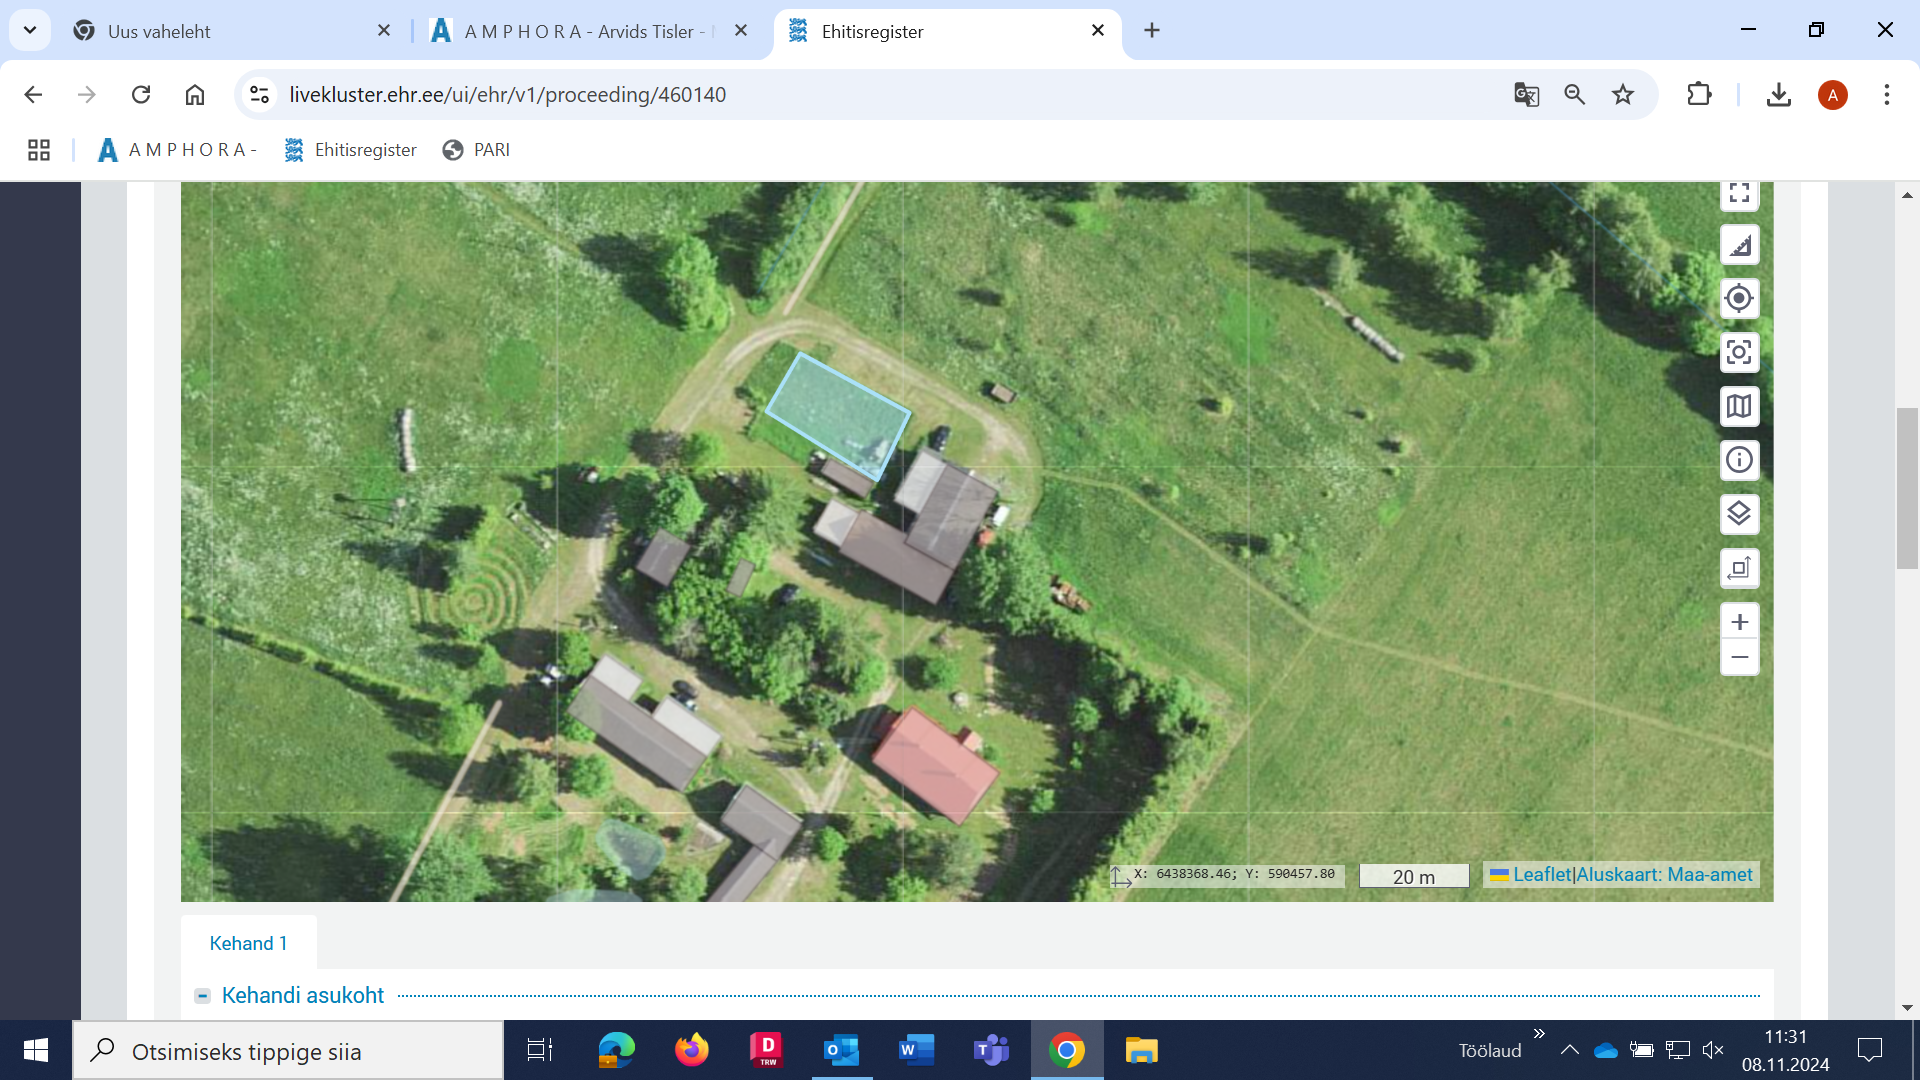 Uus vaheleht
A M P H O R A - Arvids Tisler -
Ehitisregister
livekluster.ehr.ee/ui/ehr/v1/proceeding/460140
A
A M P H O R A -
Ehitisregister
PARI
X: 6438368.46; Y: 590457.80
20 m
Leaflet|Aluskaart: Maa-amet
Kehand 1
Kehandi asukoht
Otsimiseks tippige siia
Töölaud
11:31
08.11.2024